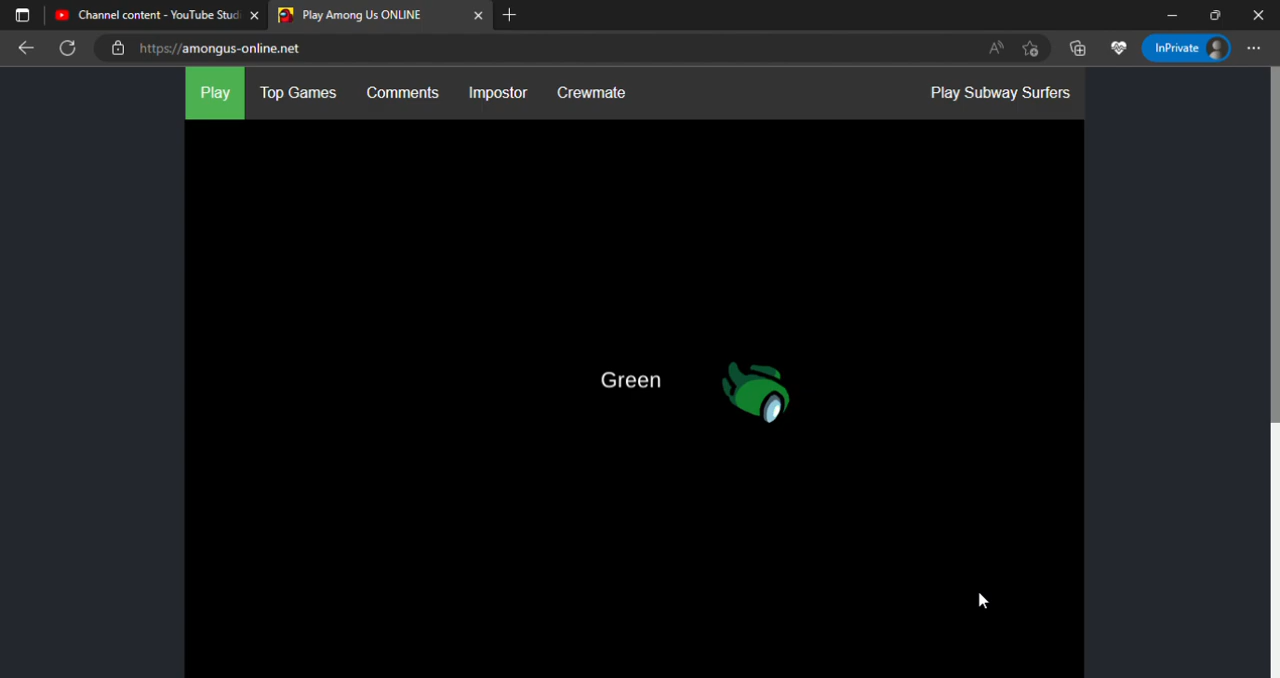 Channel content - YouTube Studi
Play Among Us ONLINE
https://amongus-online.net
InPrivate
Play Top Games Comments Impostor Crewmate Play Subway Surfers
Green